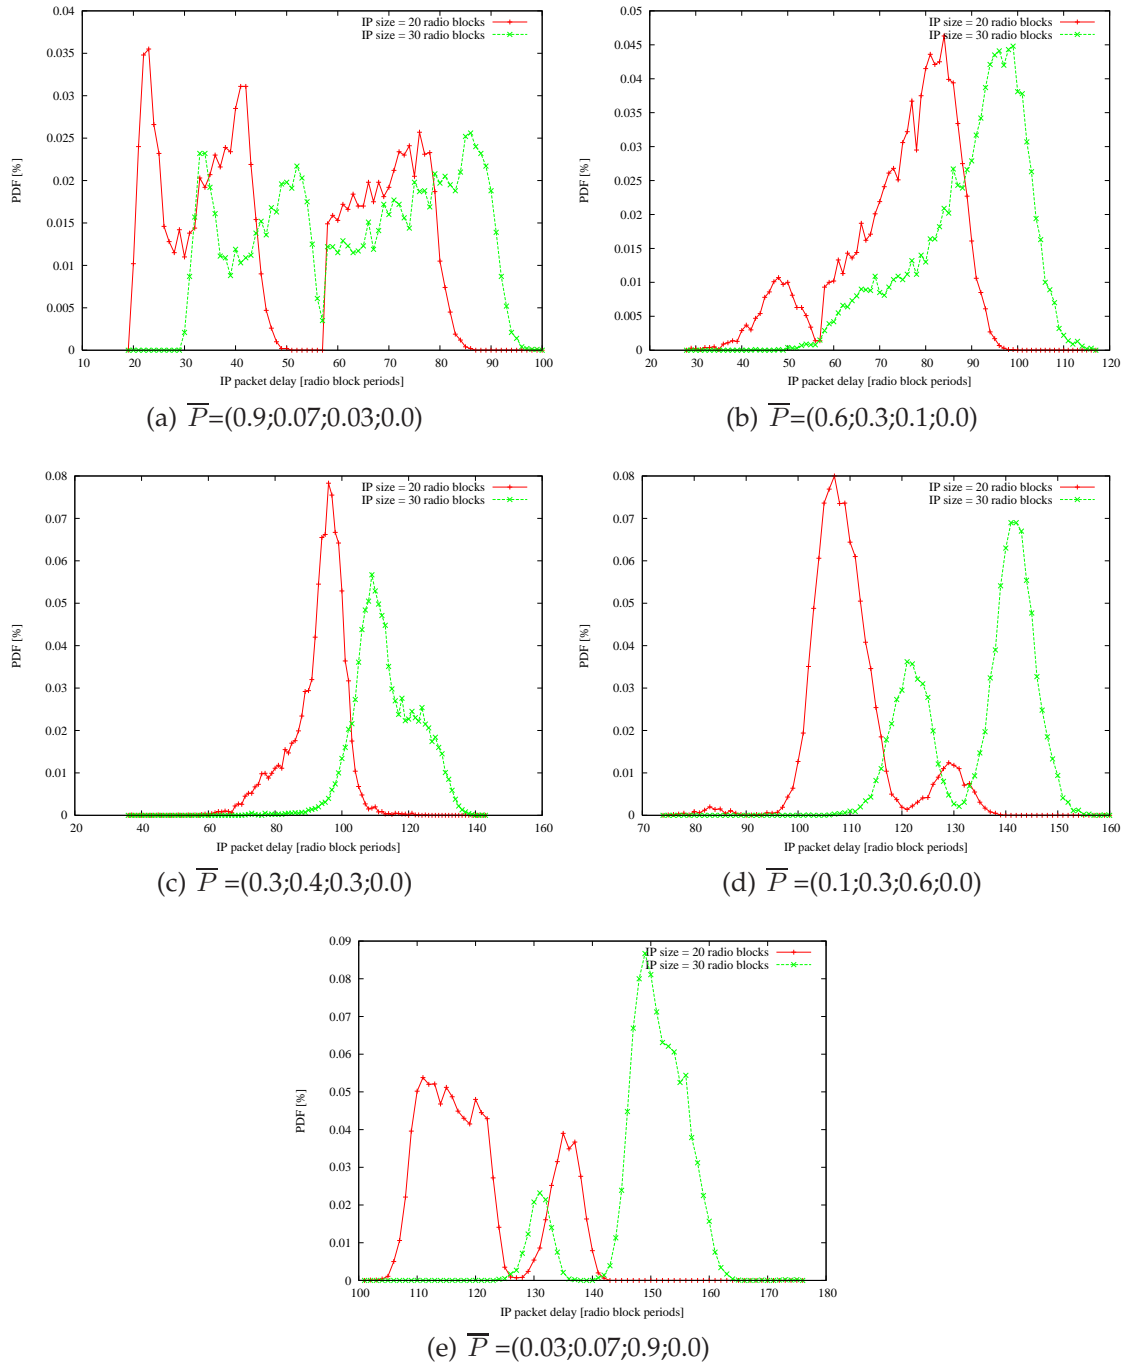 0.04
0.035
0.03
0.025
0.02
0.015
0.01
0.005
0
PDF [%]
IP size = 20 radio blocks
IP size = 30 radio blocks
10 20 30 40 50 60 70 80 90 100
IP packet delay [radio block periods]
(a) P=(0.9;0.07;0.03;0.0)
0.05
0.045
0.04
0.035
0.03
0.025
0.02
0.015
0.01
0.005
0
PDF [%]
IP size = 20 radio blocks
IP size = 30 radio blocks
20 30 40 50 60 70 80 90 100 110 120
IP packet delay [radio block periods]
(b) P=(0.6;0.3;0.1;0.0)
0.08
0.07
0.06
0.05
0.04
0.03
0.02
0.01
0
PDF [%]
IP size = 20 radio blocks
IP size = 30 radio blocks
20 40 60 80 100 120 140 160
IP packet delay [radio block periods]
(c) P =(0.3;0.4;0.3;0.0)
0.08
0.07
0.06
0.05
0.04
0.03
0.02
0.01
0
PDF [%]
IP size = 20 radio blocks
IP size = 30 radio blocks
70 80 90 100 110 120 130 140 150 160
IP packet delay [radio block periods]
(d) P =(0.1;0.3;0.6;0.0)
0.09
0.08
0.07
0.06
0.05
0.04
0.03
0.02
0.01
0
PDF [%]
IP size = 20 radio blocks
IP size = 30 radio blocks
100 110 120 130 140 150 160 170 180
IP packet delay [radio block periods]
(e) P =(0.03;0.07;0.9;0.0)